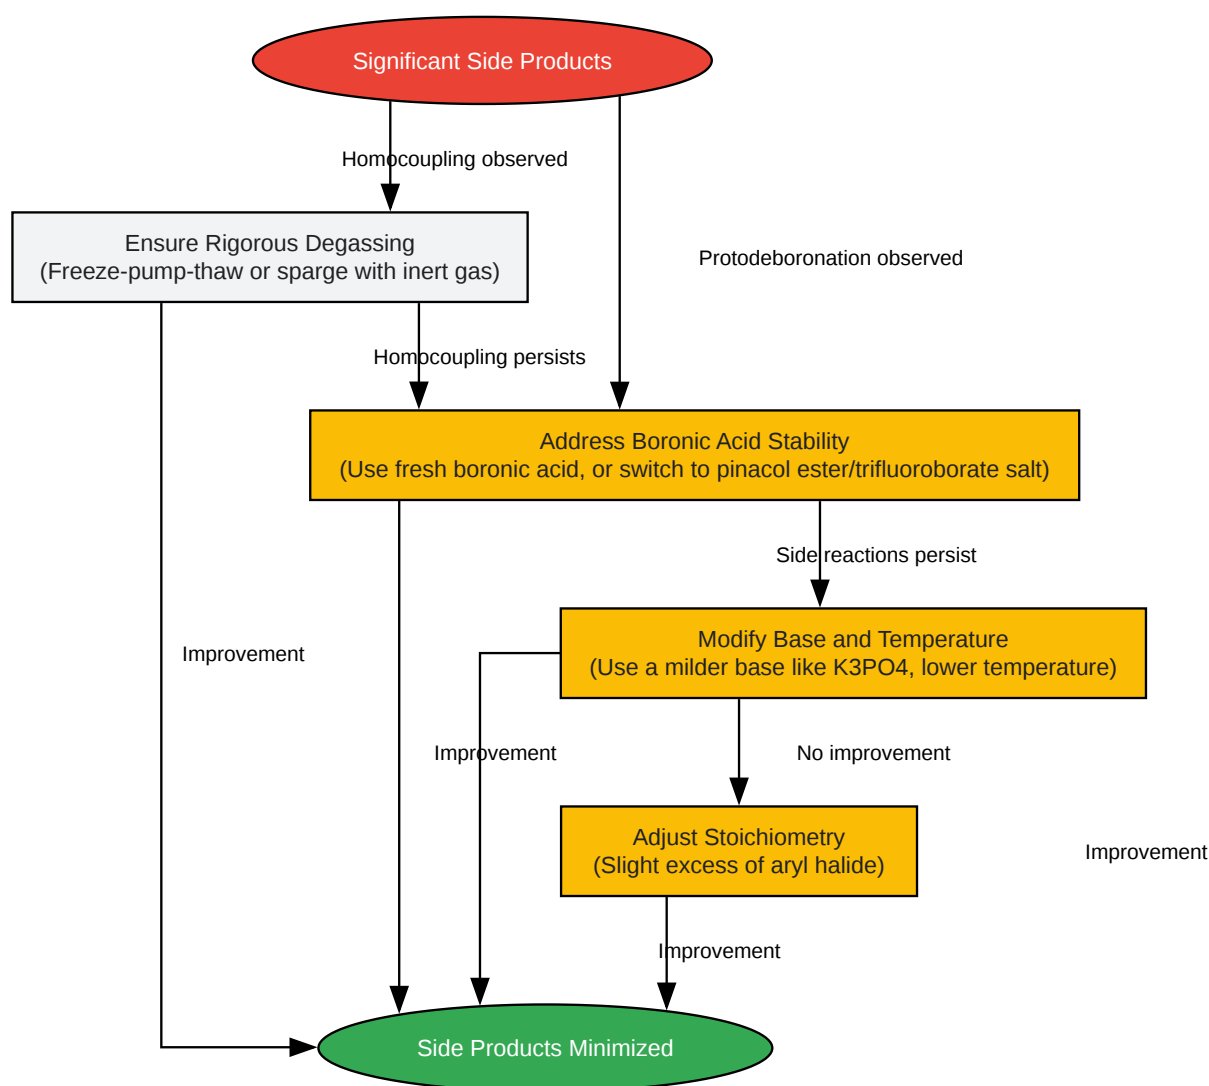 Significant Side Products
Homocoupling observed
Ensure Rigorous Degassing
(Freeze-pump-thaw or sparge with inert gas)
Protodeboronation observed
Homocoupling persists
Address Boronic Acid Stability
(Use fresh boronic acid, or switch to pinacol ester/trifluoroborate salt)
Side reactions persist
Modify Base and Temperature
(Use a milder base like K3PO4, lower temperature)
Improvement
Improvement
No improvement
Adjust Stoichiometry
(Slight excess of aryl halide)
Improvement
Improvement
Side Products Minimized